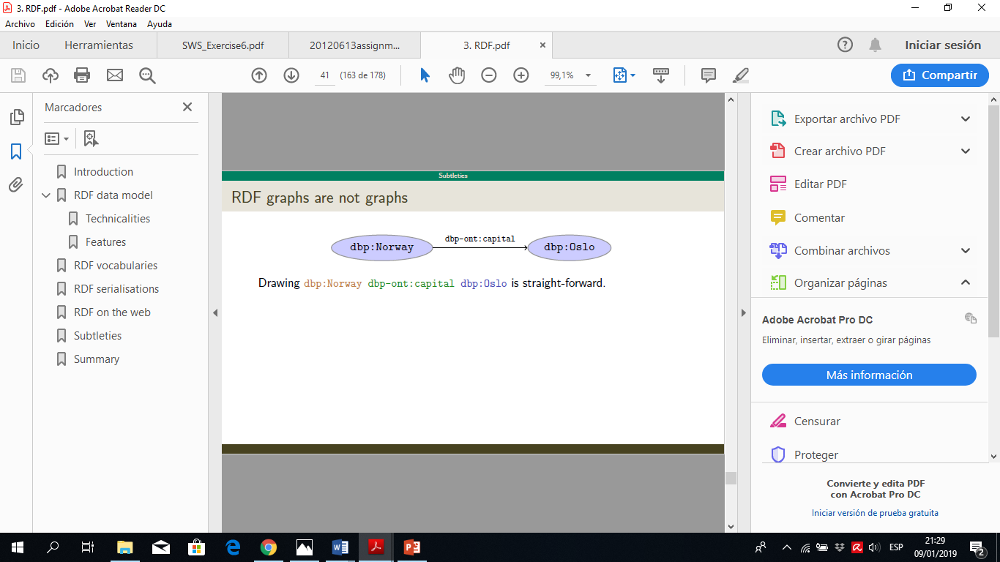 3. RDF.pdf - Adobe Acrobat Reader DC
Archivo Edición Ver Ventana Ayuda
Inicio Herramientas SWS_Exercise6.pdf 20120613assignm... 3. RDF.pdf Iniciar sesión
41 (163 de 178) 99,1% Compartir
Marcadores
Introduction
RDF data model
Technicalities
Features
RDF vocabularies
RDF serialisations
RDF on the web
Subtleties
Summary
Subtleties
RDF graphs are not graphs
dbp-ont:capital
dbp:Norway dbp:Oslo
Drawing dbp:Norway dbp-ont:capital dbp:Oslo is straight-forward.
Exportar archivo PDF
Crear archivo PDF
Editar PDF
Comentar
Combinar archivos
Organizar páginas
Adobe Acrobat Pro DC
Eliminar, insertar, extraer o girar páginas
Más información
Censurar
Proteger
Convierte y edita PDF
con Acrobat Pro DC
Iniciar versión de prueba gratuita
ESP
21:29
09/01/2019
2